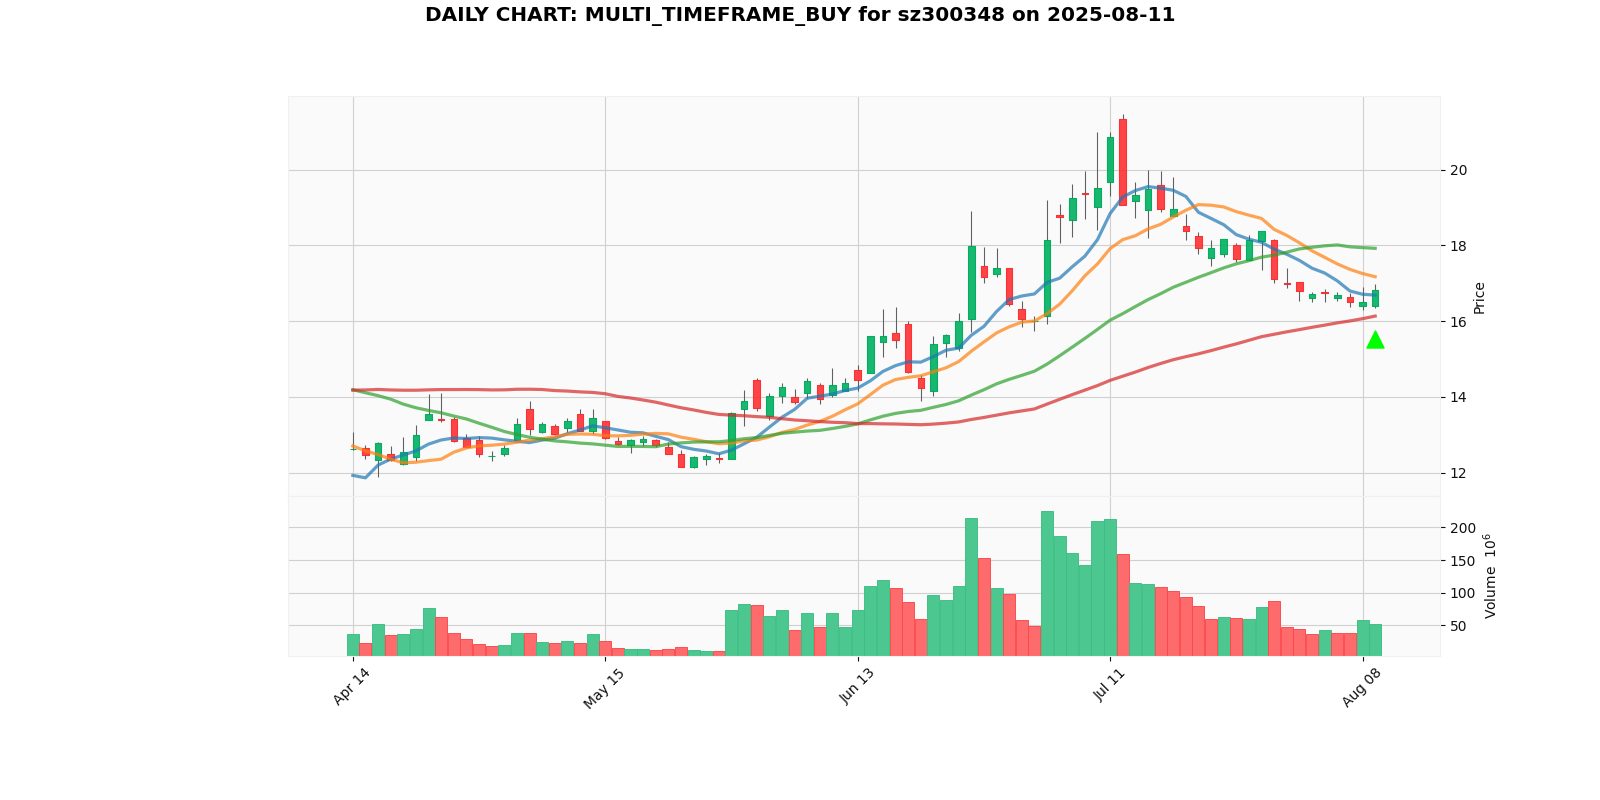 DAILY CHART: MULTI_TIMEFRAME_BUY for sz300348 on 2025-08-11
20
18
16
14
12
Price
200
150
100
50
Volume 10⁶
Apr 14
May 15
Jun 13
Jul 11
Aug 08